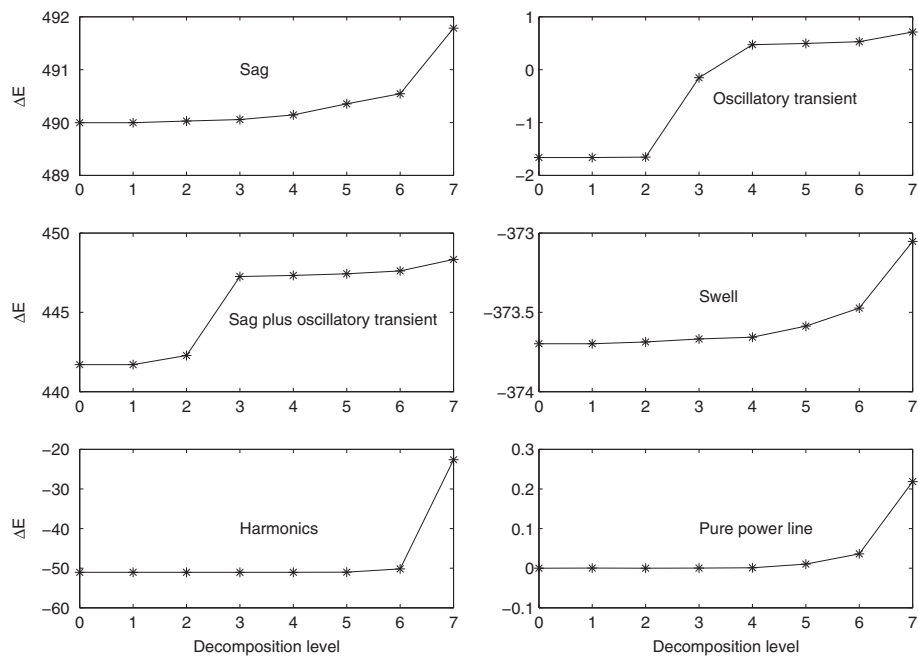 492
491
490
489
ΔE
Sag
0 1 2 3 4 5 6 7
1
0
−1
−2
Oscillatory transient
0 1 2 3 4 5 6 7
450
445
440
ΔE
Sag plus oscillatory transient
0 1 2 3 4 5 6 7
−373
−373.5
−374
Swell
0 1 2 3 4 5 6 7
−20
−30
−40
−50
−60
ΔE
Harmonics
0 1 2 3 4 5 6 7
Decomposition level
0.3
0.2
0.1
0
−0.1
Pure power line
0 1 2 3 4 5 6 7
Decomposition level